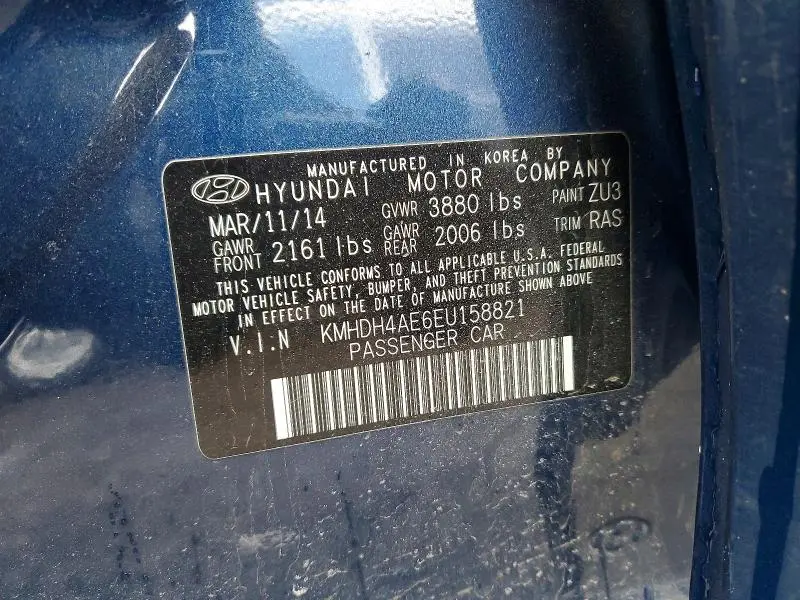 MANUFACTURED IN KOREA BY
HYUNDAI MOTOR COMPANY
MAR/11/14 GVWR 3880 lbs PAINT ZU3
GAWR FRONT 2161 lbs GAWR REAR 2006 lbs TRIM RAS
THIS VEHICLE CONFORMS TO ALL APPLICABLE U.S.A. FEDERAL
MOTOR VEHICLE SAFETY, BUMPER, AND THEFT PREVENTION STANDARDS
IN EFFECT ON THE DATE OF MANUFACTURE SHOWN ABOVE
V.I.N KMHDH4AE6EU158821
PASSENGER CAR